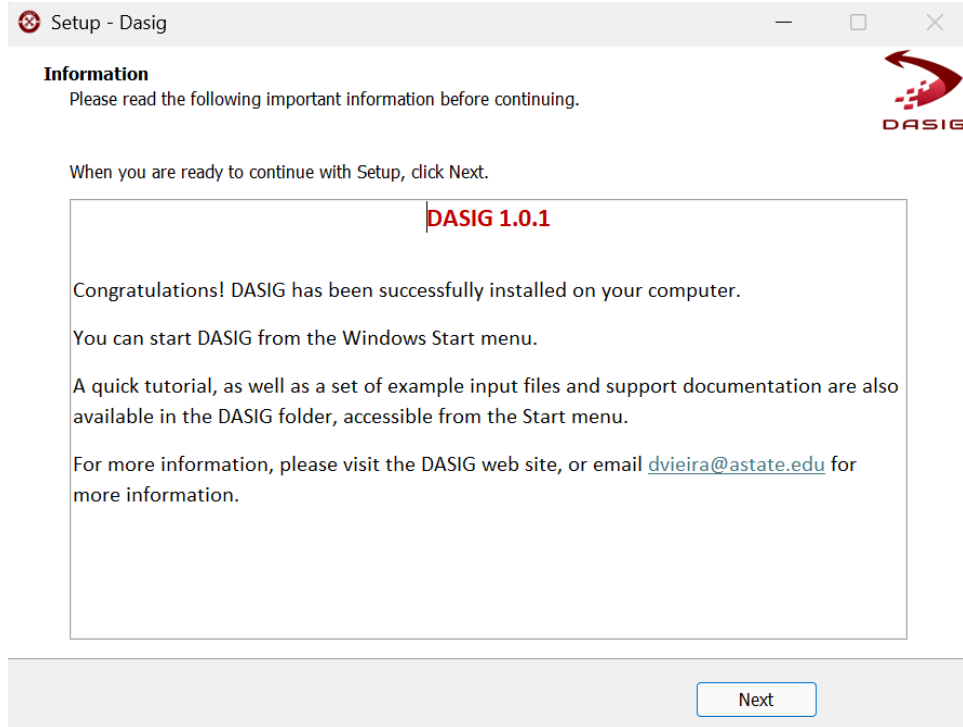 Setup - Dasig
Information
Please read the following important information before continuing.
DASIG
When you are ready to continue with Setup, click Next.
DASIG 1.0.1
Congratulations! DASIG has been successfully installed on your computer.
You can start DASIG from the Windows Start menu.
A quick tutorial, as well as a set of example input files and support documentation are also
available in the DASIG folder, accessible from the Start menu.
For more information, please visit the DASIG web site, or email dvieira@astate.edu for
more information.
Next